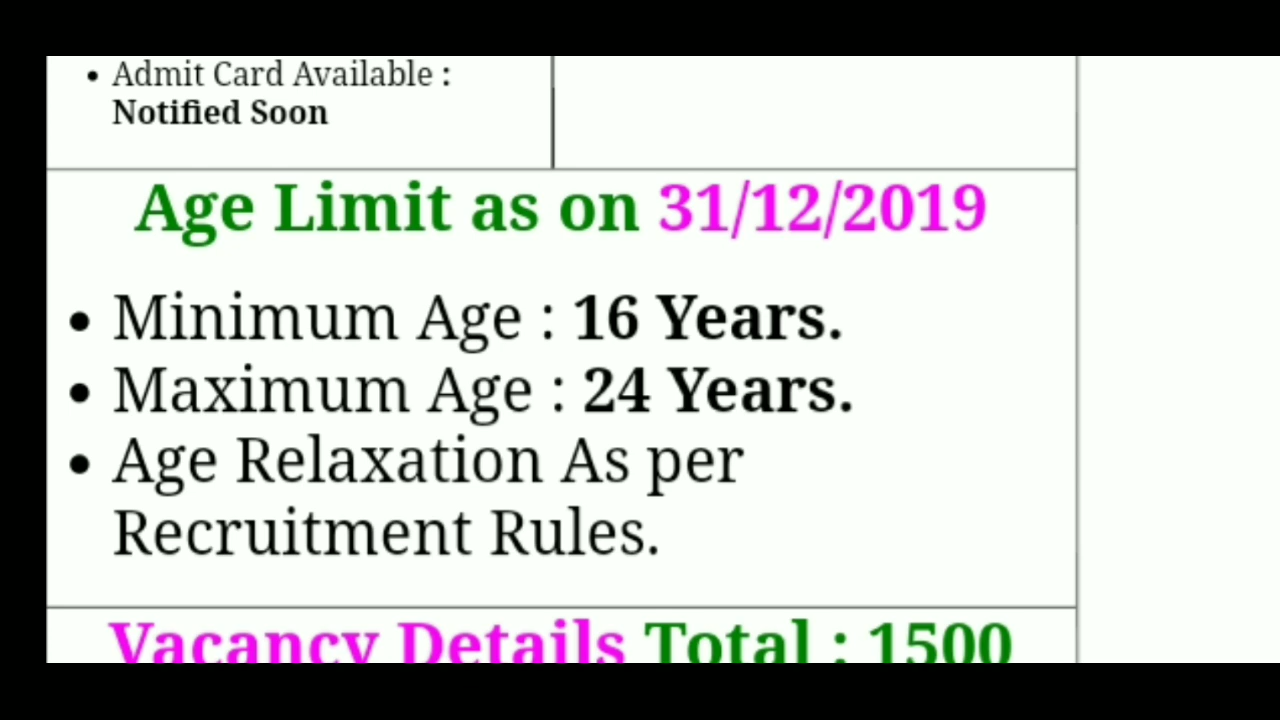 Admit Card Available :
Notified Soon
Age Limit as on 31/12/2019
Minimum Age : 16 Years.
Maximum Age : 24 Years.
Age Relaxation As per
Recruitment Rules.
Vacancy Details Total : 1500